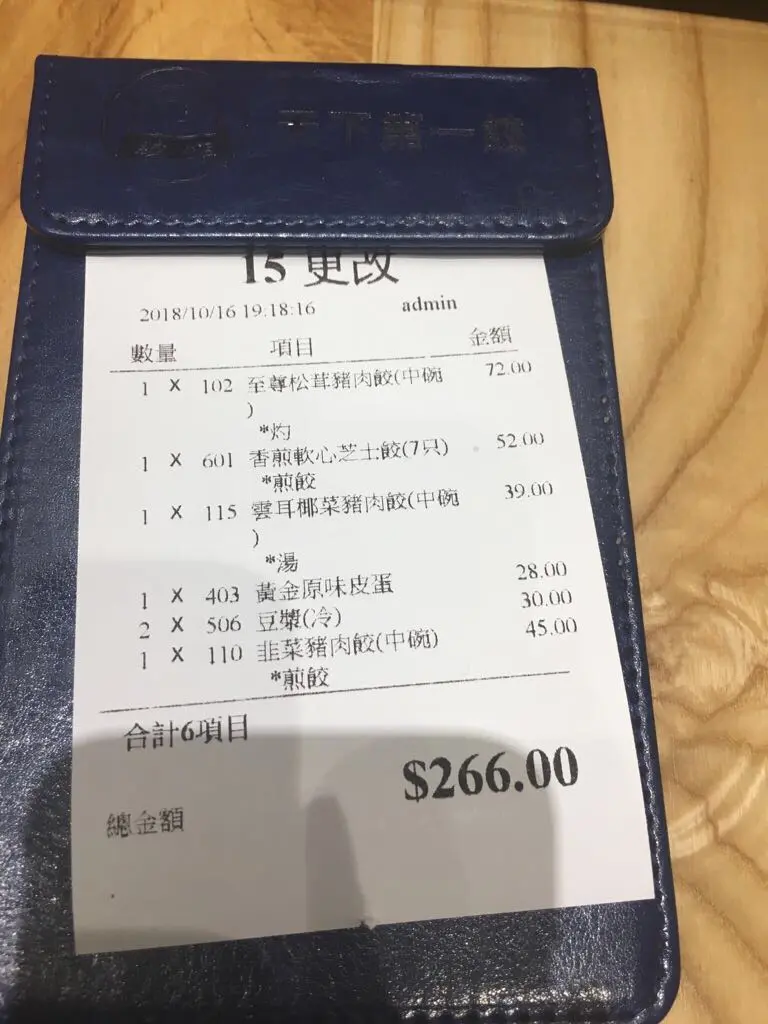 天下第一餃
15 更改
2018/10/16 19:18:16 admin
數量 項目 金額
1 X 102 至尊松茸豬肉餃(中碗 72.00
)
*灼
1 X 601 香煎軟心芝士餃(7只) 52.00
*煎餃
1 X 115 雲耳椰菜豬肉餃(中碗 39.00
)
*湯
1 X 403 黃金原味皮蛋 28.00
2 X 506 豆漿(冷) 30.00
1 X 110 韭菜豬肉餃(中碗) 45.00
*煎餃
合計6項目
$266.00
總金額